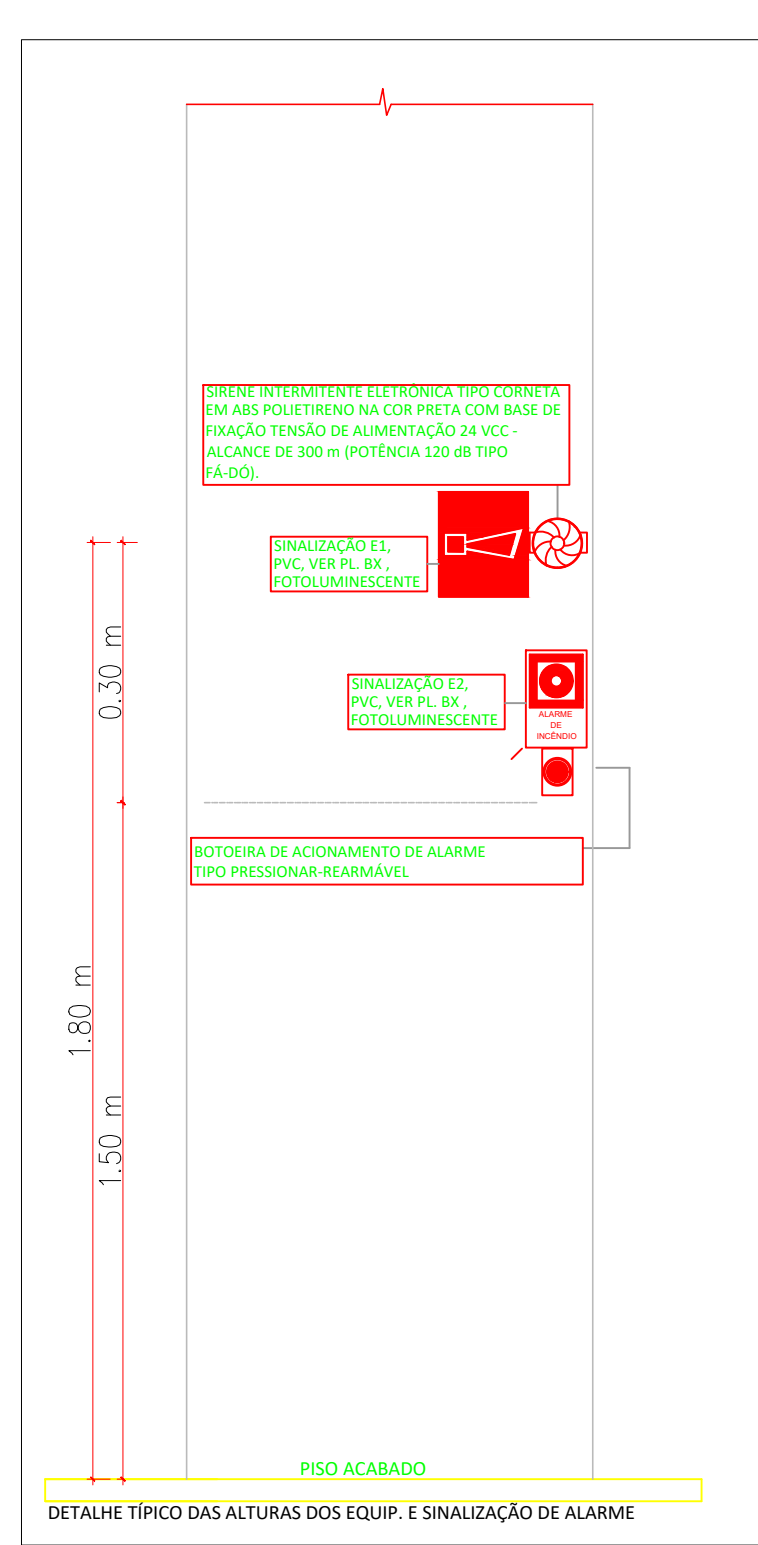 SIRENE INTERMITENTE ELETRÔNICA TIPO CORNETA
EM ABS POLIETIRENO NA COR PRETA COM BASE DE
FIXAÇÃO TENSÃO DE ALIMENTAÇÃO 24 VCC -
ALCANCE DE 300 m (POTÊNCIA 120 dB TIPO
FÁ-DÓ).
SINALIZAÇÃO E1,
PVC, VER PL. BX ,
FOTOLUMINESCENTE
0.30 m
SINALIZAÇÃO E2,
PVC, VER PL. BX ,
FOTOLUMINESCENTE
ALARME
DE
INCÊNDIO
BOTOEIRA DE ACIONAMENTO DE ALARME
TIPO PRESSIONAR-REARMÁVEL
1.80 m
1.50 m
PISO ACABADO
DETALHE TÍPICO DAS ALTURAS DOS EQUIP. E SINALIZAÇÃO DE ALARME